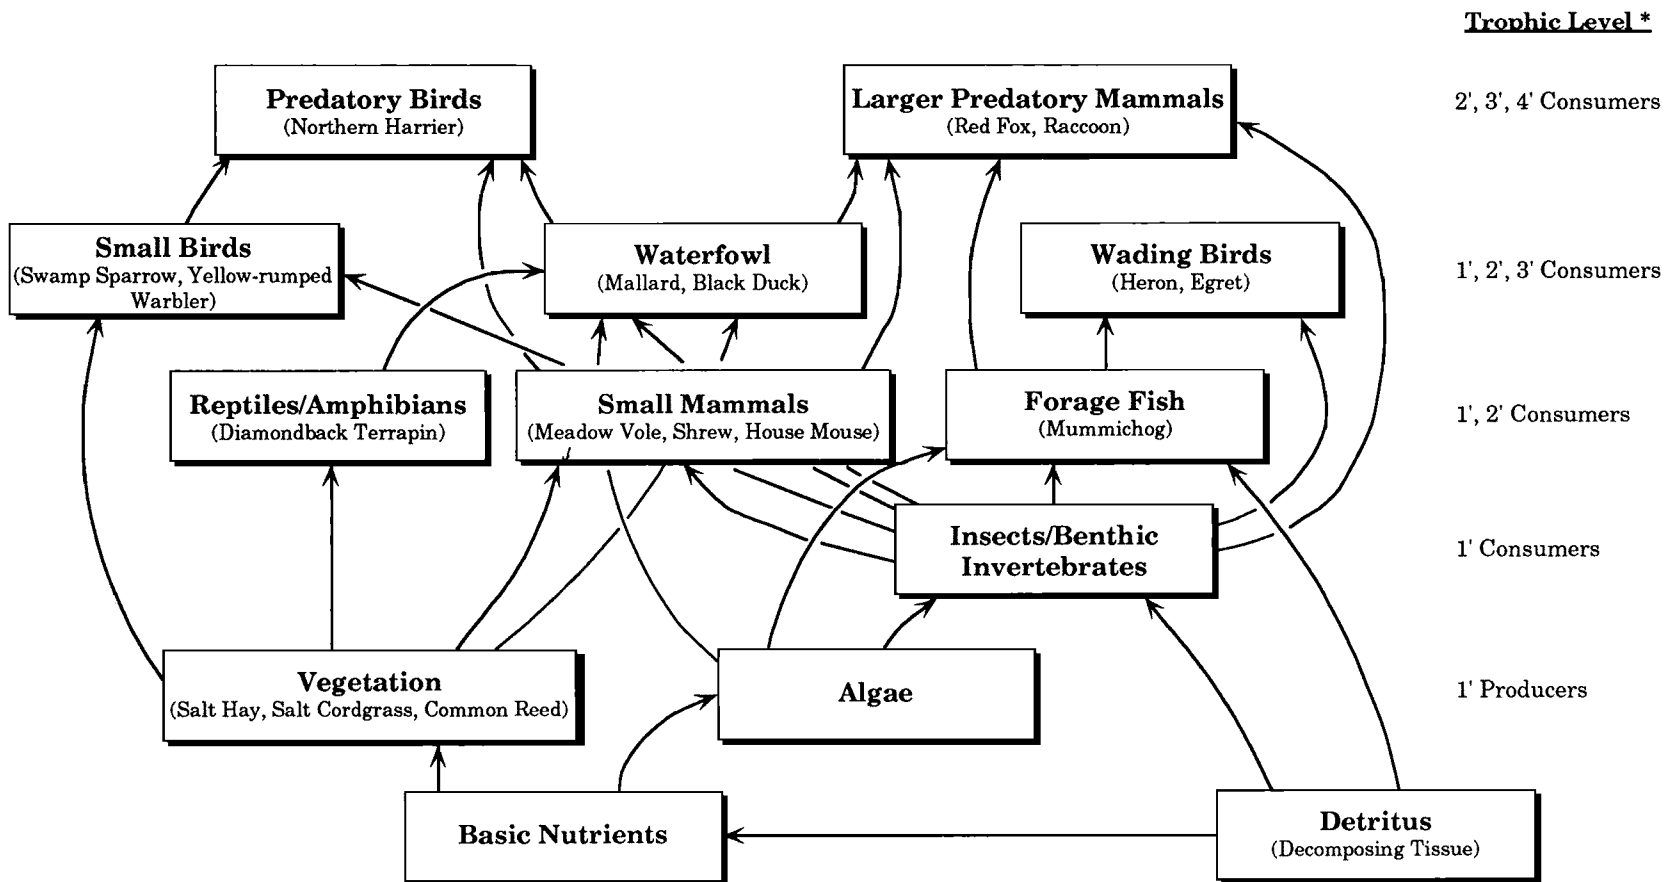 Trophic Level *
Predatory Birds
(Northern Harrier)
Larger Predatory Mammals
(Red Fox, Raccoon)
2', 3', 4' Consumers
Small Birds
(Swamp Sparrow, Yellow-rumped
Warbler)
Waterfowl
(Mallard, Black Duck)
Wading Birds
(Heron, Egret)
1', 2', 3' Consumers
Reptiles/Amphibians
(Diamondback Terrapin)
Small Mammals
(Meadow Vole, Shrew, House Mouse)
Forage Fish
(Mummichog)
1', 2' Consumers
Insects/Benthic
Invertebrates
1' Consumers
Vegetation
(Salt Hay, Salt Cordgrass, Common Reed)
Algae
1' Producers
Basic Nutrients
Detritus
(Decomposing Tissue)